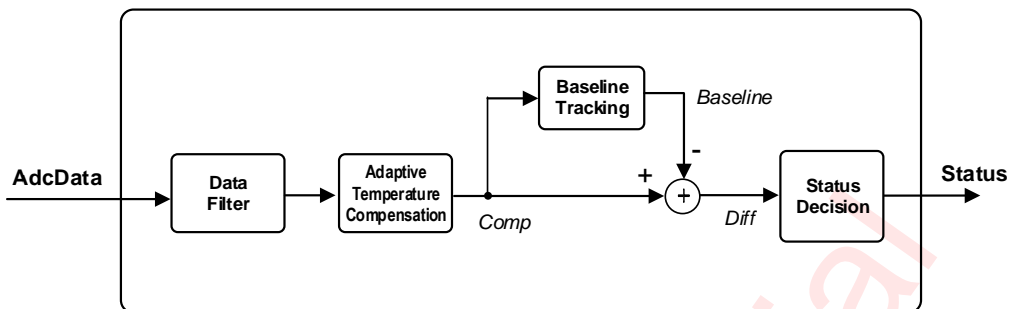 Baseline
Tracking
Baseline
-
AdcData
Data
Filter
Adaptive
Temperature
Compensation
Comp
+
+
Diff
Status
Decision
Status